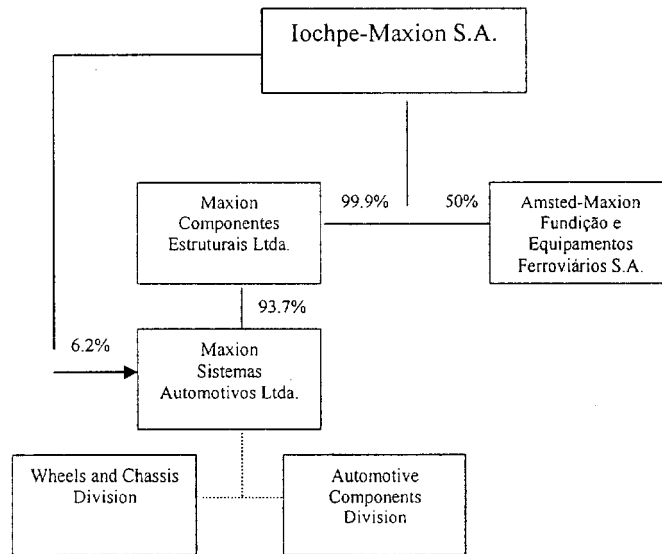 Iochpe-Maxion S.A.
Maxion
Componentes
Estruturais Ltda.
99.9%
50%
Amsted-Maxion
Fundição e
Equipamentos
Ferroviários S.A.
93.7%
6.2%
Maxion
Sistemas
Automotivos Ltda.
Wheels and Chassis
Division
Automotive
Components
Division